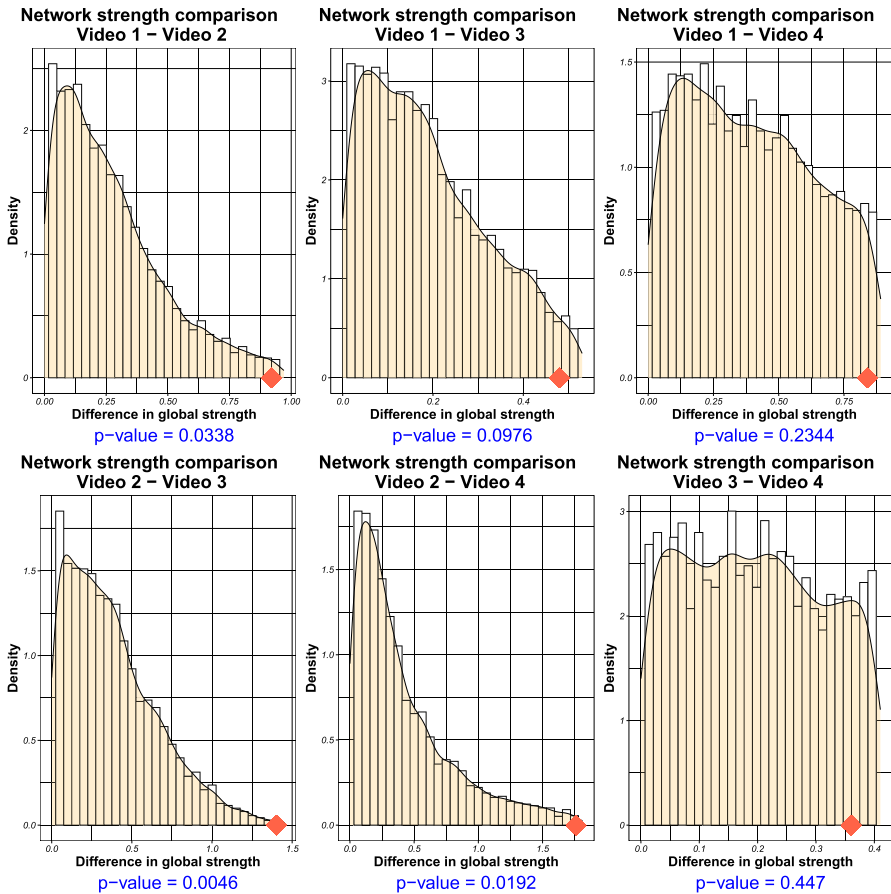 Network strength comparison
Video 1 − Video 2
Density
2
1
0
0.00 0.25 0.50 0.75 1.00
Difference in global strength
p−value = 0.0338
Network strength comparison
Video 1 − Video 3
Density
3
2
1
0
0.0 0.2 0.4
Difference in global strength
p−value = 0.0976
Network strength comparison
Video 1 − Video 4
Density
1.5
1.0
0.5
0.0
0.00 0.25 0.50 0.75
Difference in global strength
p−value = 0.2344
Network strength comparison
Video 2 − Video 3
Density
1.5
1.0
0.5
0.0
0.0 0.5 1.0 1.5
Difference in global strength
p−value = 0.0046
Network strength comparison
Video 2 − Video 4
Density
1.5
1.0
0.5
0.0
0.0 0.5 1.0 1.5
Difference in global strength
p−value = 0.0192
Network strength comparison
Video 3 − Video 4
Density
3
2
1
0
0.0 0.1 0.2 0.3 0.4
Difference in global strength
p−value = 0.447